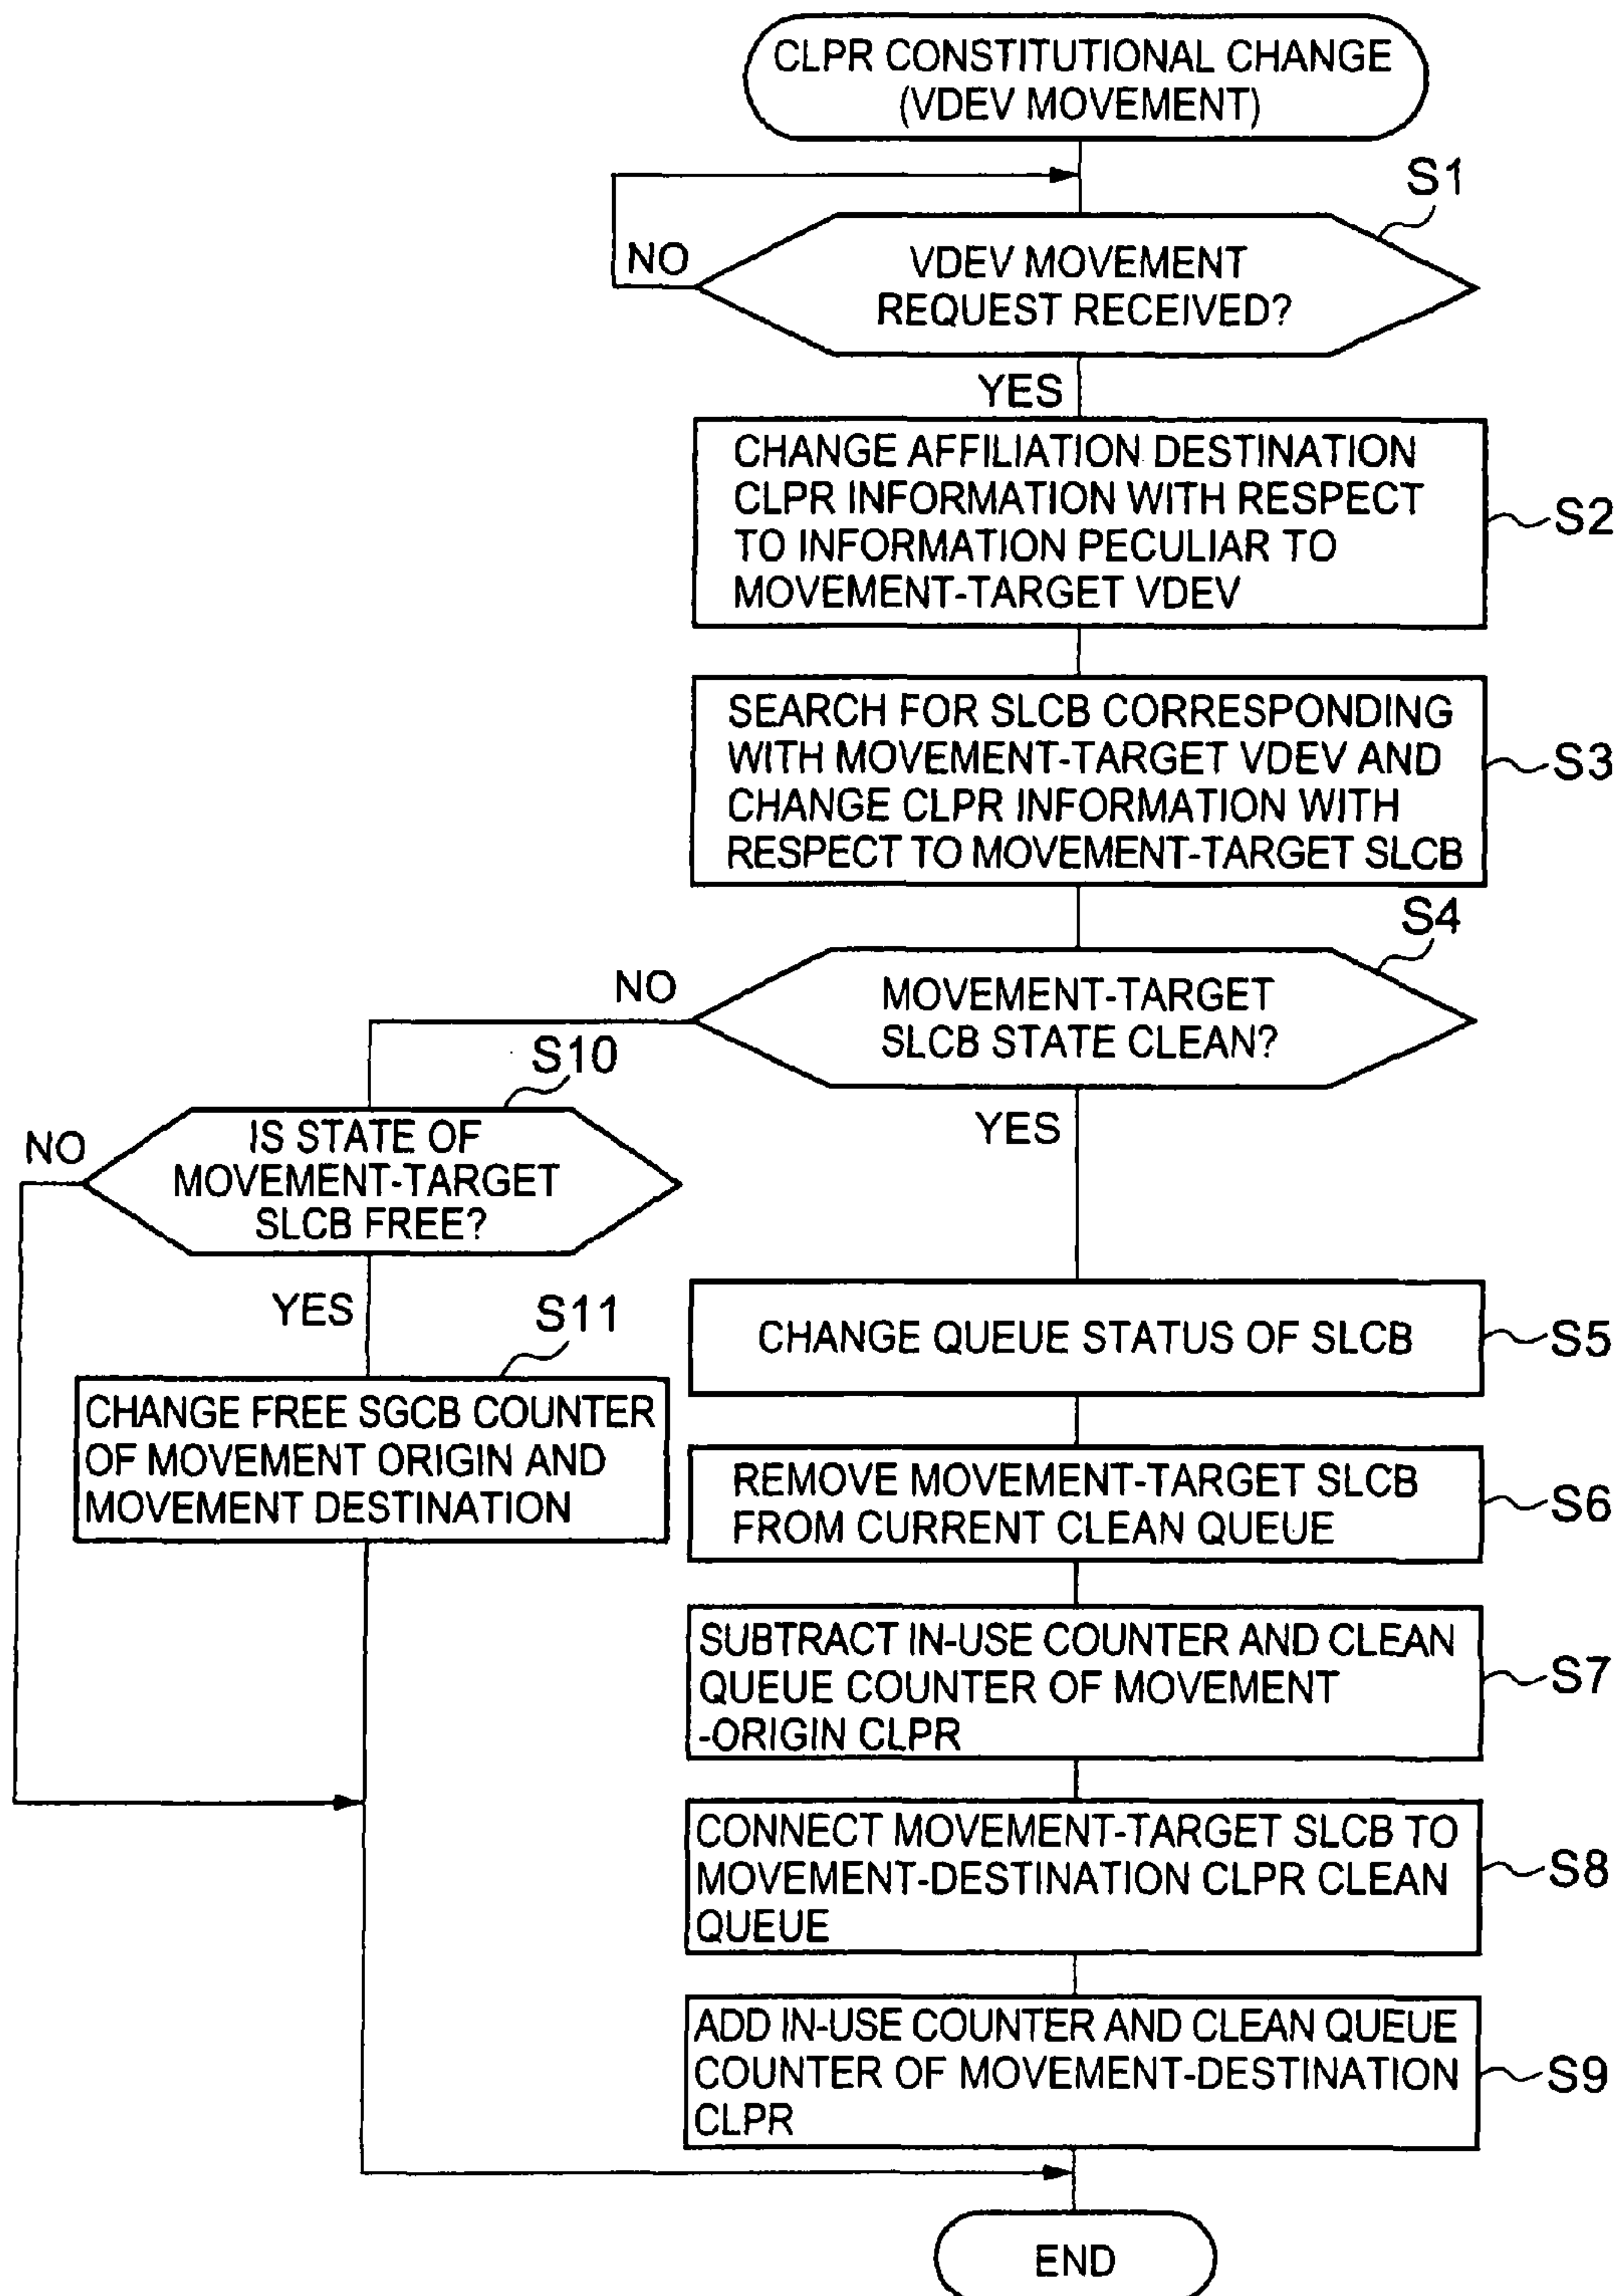 CLPR CONSTITUTIONAL CHANGE
(VDEV MOVEMENT)
S1
NO
VDEV MOVEMENT
REQUEST RECEIVED?
YES
CHANGE AFFILIATION DESTINATION
CLPR INFORMATION WITH RESPECT
TO INFORMATION PECULIAR TO
MOVEMENT-TARGET VDEV
S2
SEARCH FOR SLCB CORRESPONDING
WITH MOVEMENT-TARGET VDEV AND
CHANGE CLPR INFORMATION WITH
RESPECT TO MOVEMENT-TARGET SLCB
S3
S4
NO
MOVEMENT-TARGET
SLCB STATE CLEAN?
YES
S10
NO
IS STATE OF
MOVEMENT-TARGET
SLCB FREE?
YES
S11
CHANGE FREE SGCB COUNTER
OF MOVEMENT ORIGIN AND
MOVEMENT DESTINATION
CHANGE QUEUE STATUS OF SLCB
S5
REMOVE MOVEMENT-TARGET SLCB
FROM CURRENT CLEAN QUEUE
S6
SUBTRACT IN-USE COUNTER AND CLEAN
QUEUE COUNTER OF MOVEMENT
-ORIGIN CLPR
S7
CONNECT MOVEMENT-TARGET SLCB TO
MOVEMENT-DESTINATION CLPR CLEAN
QUEUE
S8
ADD IN-USE COUNTER AND CLEAN QUEUE
COUNTER OF MOVEMENT-DESTINATION
CLPR
S9
END